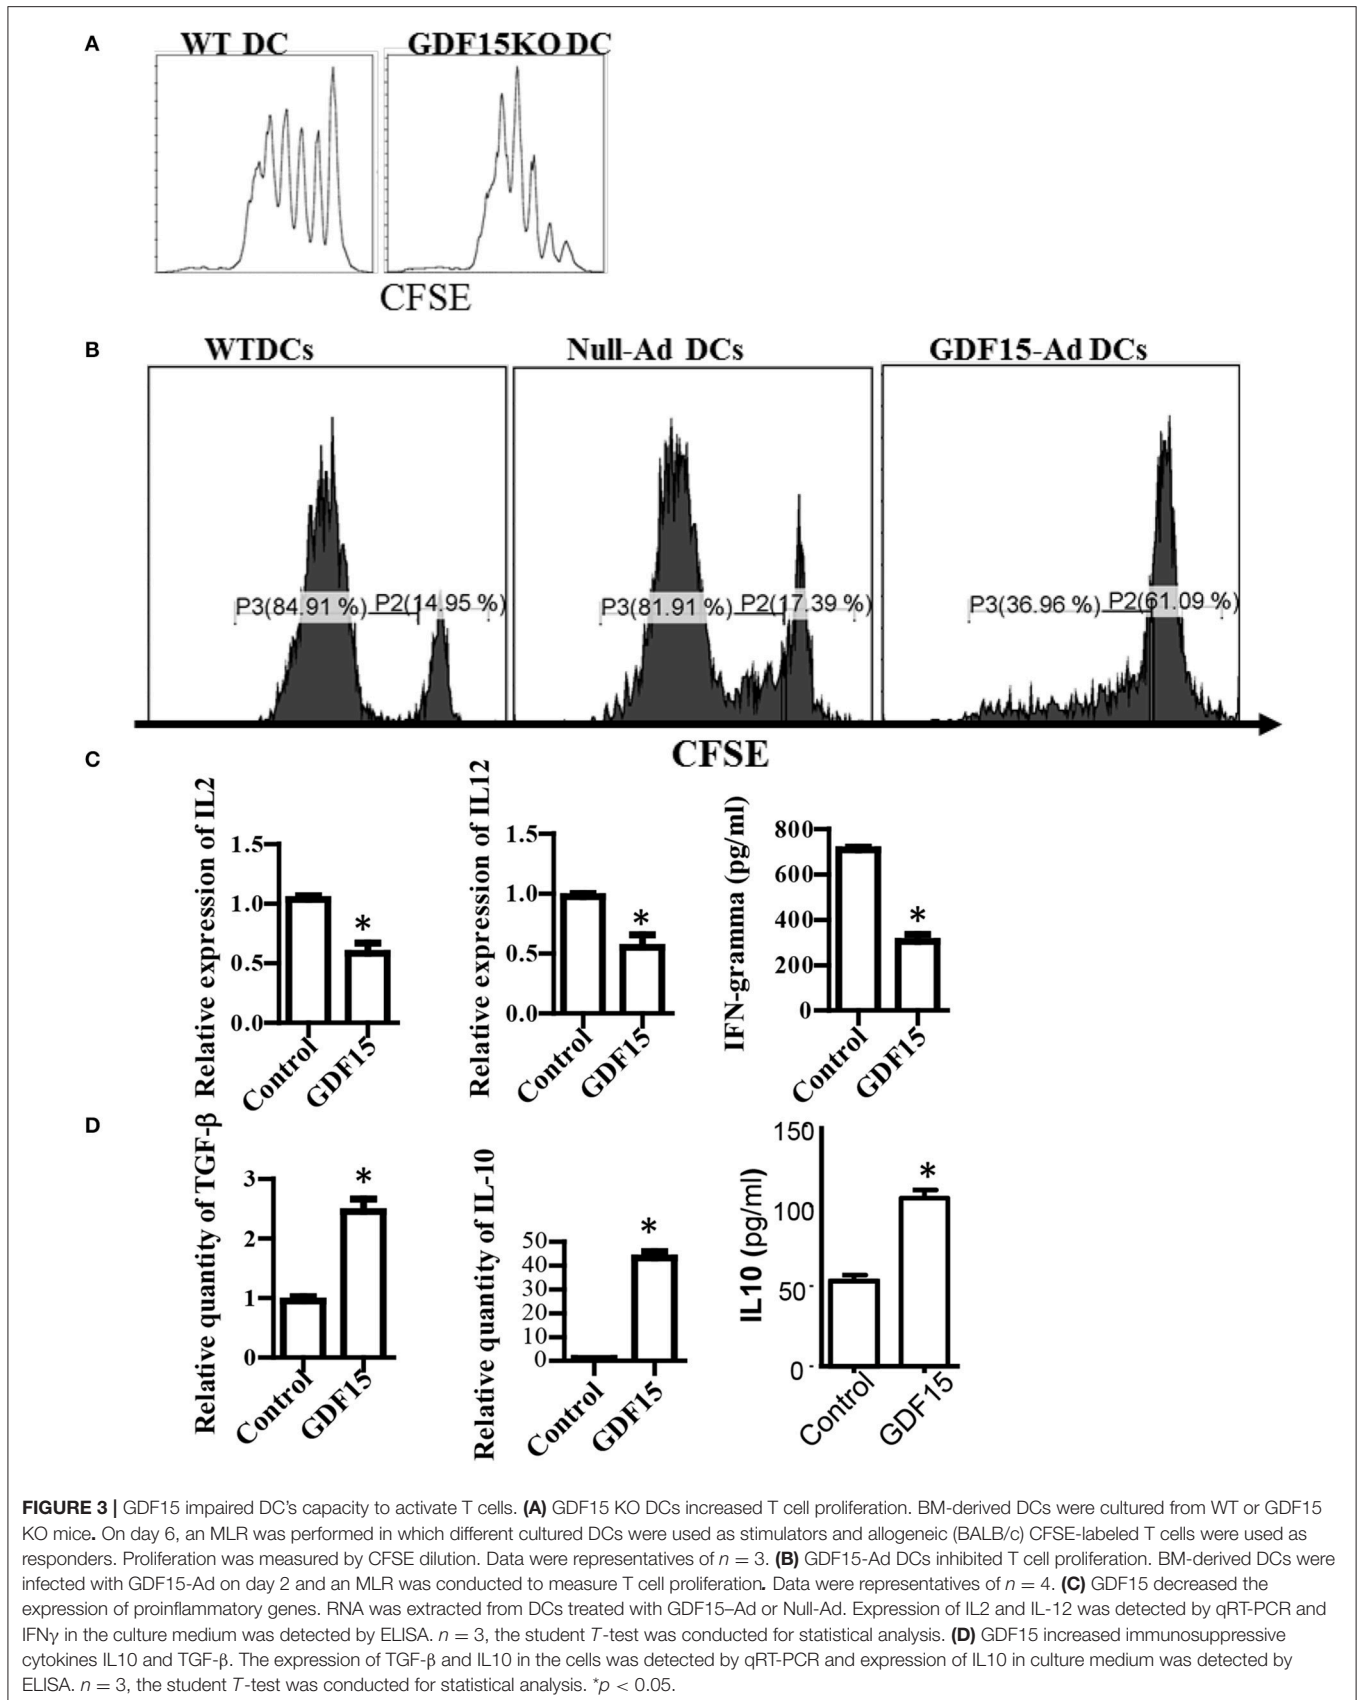 A
WT DC
GDF15KO DC
CFSE
B
WTDCs
Null-Ad DCs
GDF15-Ad DCs
P3(84.91 %)
P2(14.95 %)
P3(81.91 %)
P2(17.39 %)
P3(36.96 %)
P2(61.09 %)
CFSE
C
Relative expression of IL2
1.5
1.0
0.5
0.0
*
Control
GDF15
Relative expression of IL12
1.5
1.0
0.5
0.0
*
Control
GDF15
IFN-gramma (pg/ml)
800
600
400
200
0
*
Control
GDF15
D
Relative quantity of TGF-β
3
2
1
0
*
Control
GDF15
Relative quantity of IL-10
50
40
30
20
10
0
*
Control
GDF15
IL10 (pg/ml)
150
100
50
0
*
Control
GDF15
FIGURE 3 | GDF15 impaired DC's capacity to activate T cells. (A) GDF15 KO DCs increased T cell proliferation. BM-derived DCs were cultured from WT or GDF15
KO mice. On day 6, an MLR was performed in which different cultured DCs were used as stimulators and allogeneic (BALB/c) CFSE-labeled T cells were used as
responders. Proliferation was measured by CFSE dilution. Data were representatives of n = 3. (B) GDF15-Ad DCs inhibited T cell proliferation. BM-derived DCs were
infected with GDF15-Ad on day 2 and an MLR was conducted to measure T cell proliferation. Data were representatives of n = 4. (C) GDF15 decreased the
expression of proinflammatory genes. RNA was extracted from DCs treated with GDF15–Ad or Null-Ad. Expression of IL2 and IL-12 was detected by qRT-PCR and
IFNγ in the culture medium was detected by ELISA. n = 3, the student T-test was conducted for statistical analysis. (D) GDF15 increased immunosuppressive
cytokines IL10 and TGF-β. The expression of TGF-β and IL10 in the cells was detected by qRT-PCR and expression of IL10 in culture medium was detected by
ELISA. n = 3, the student T-test was conducted for statistical analysis. *p < 0.05.